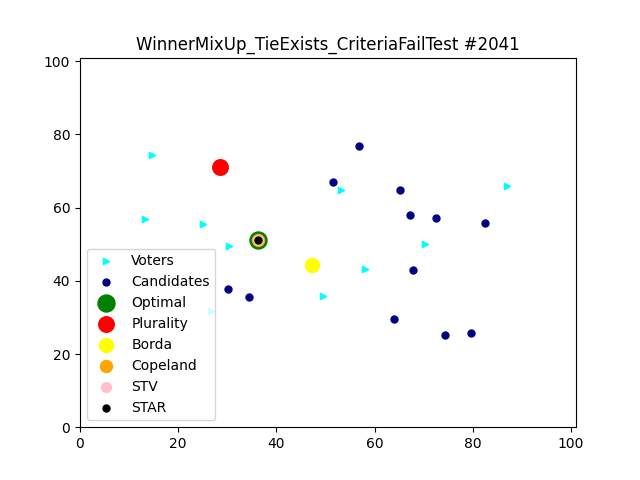 WinnerMixUp_TieExists_CriteriaFailTest #2041
100
80
60
40
20
0
Voters
Candidates
Optimal
Plurality
Borda
Copeland
STV
STAR
0 20 40 60 80 100